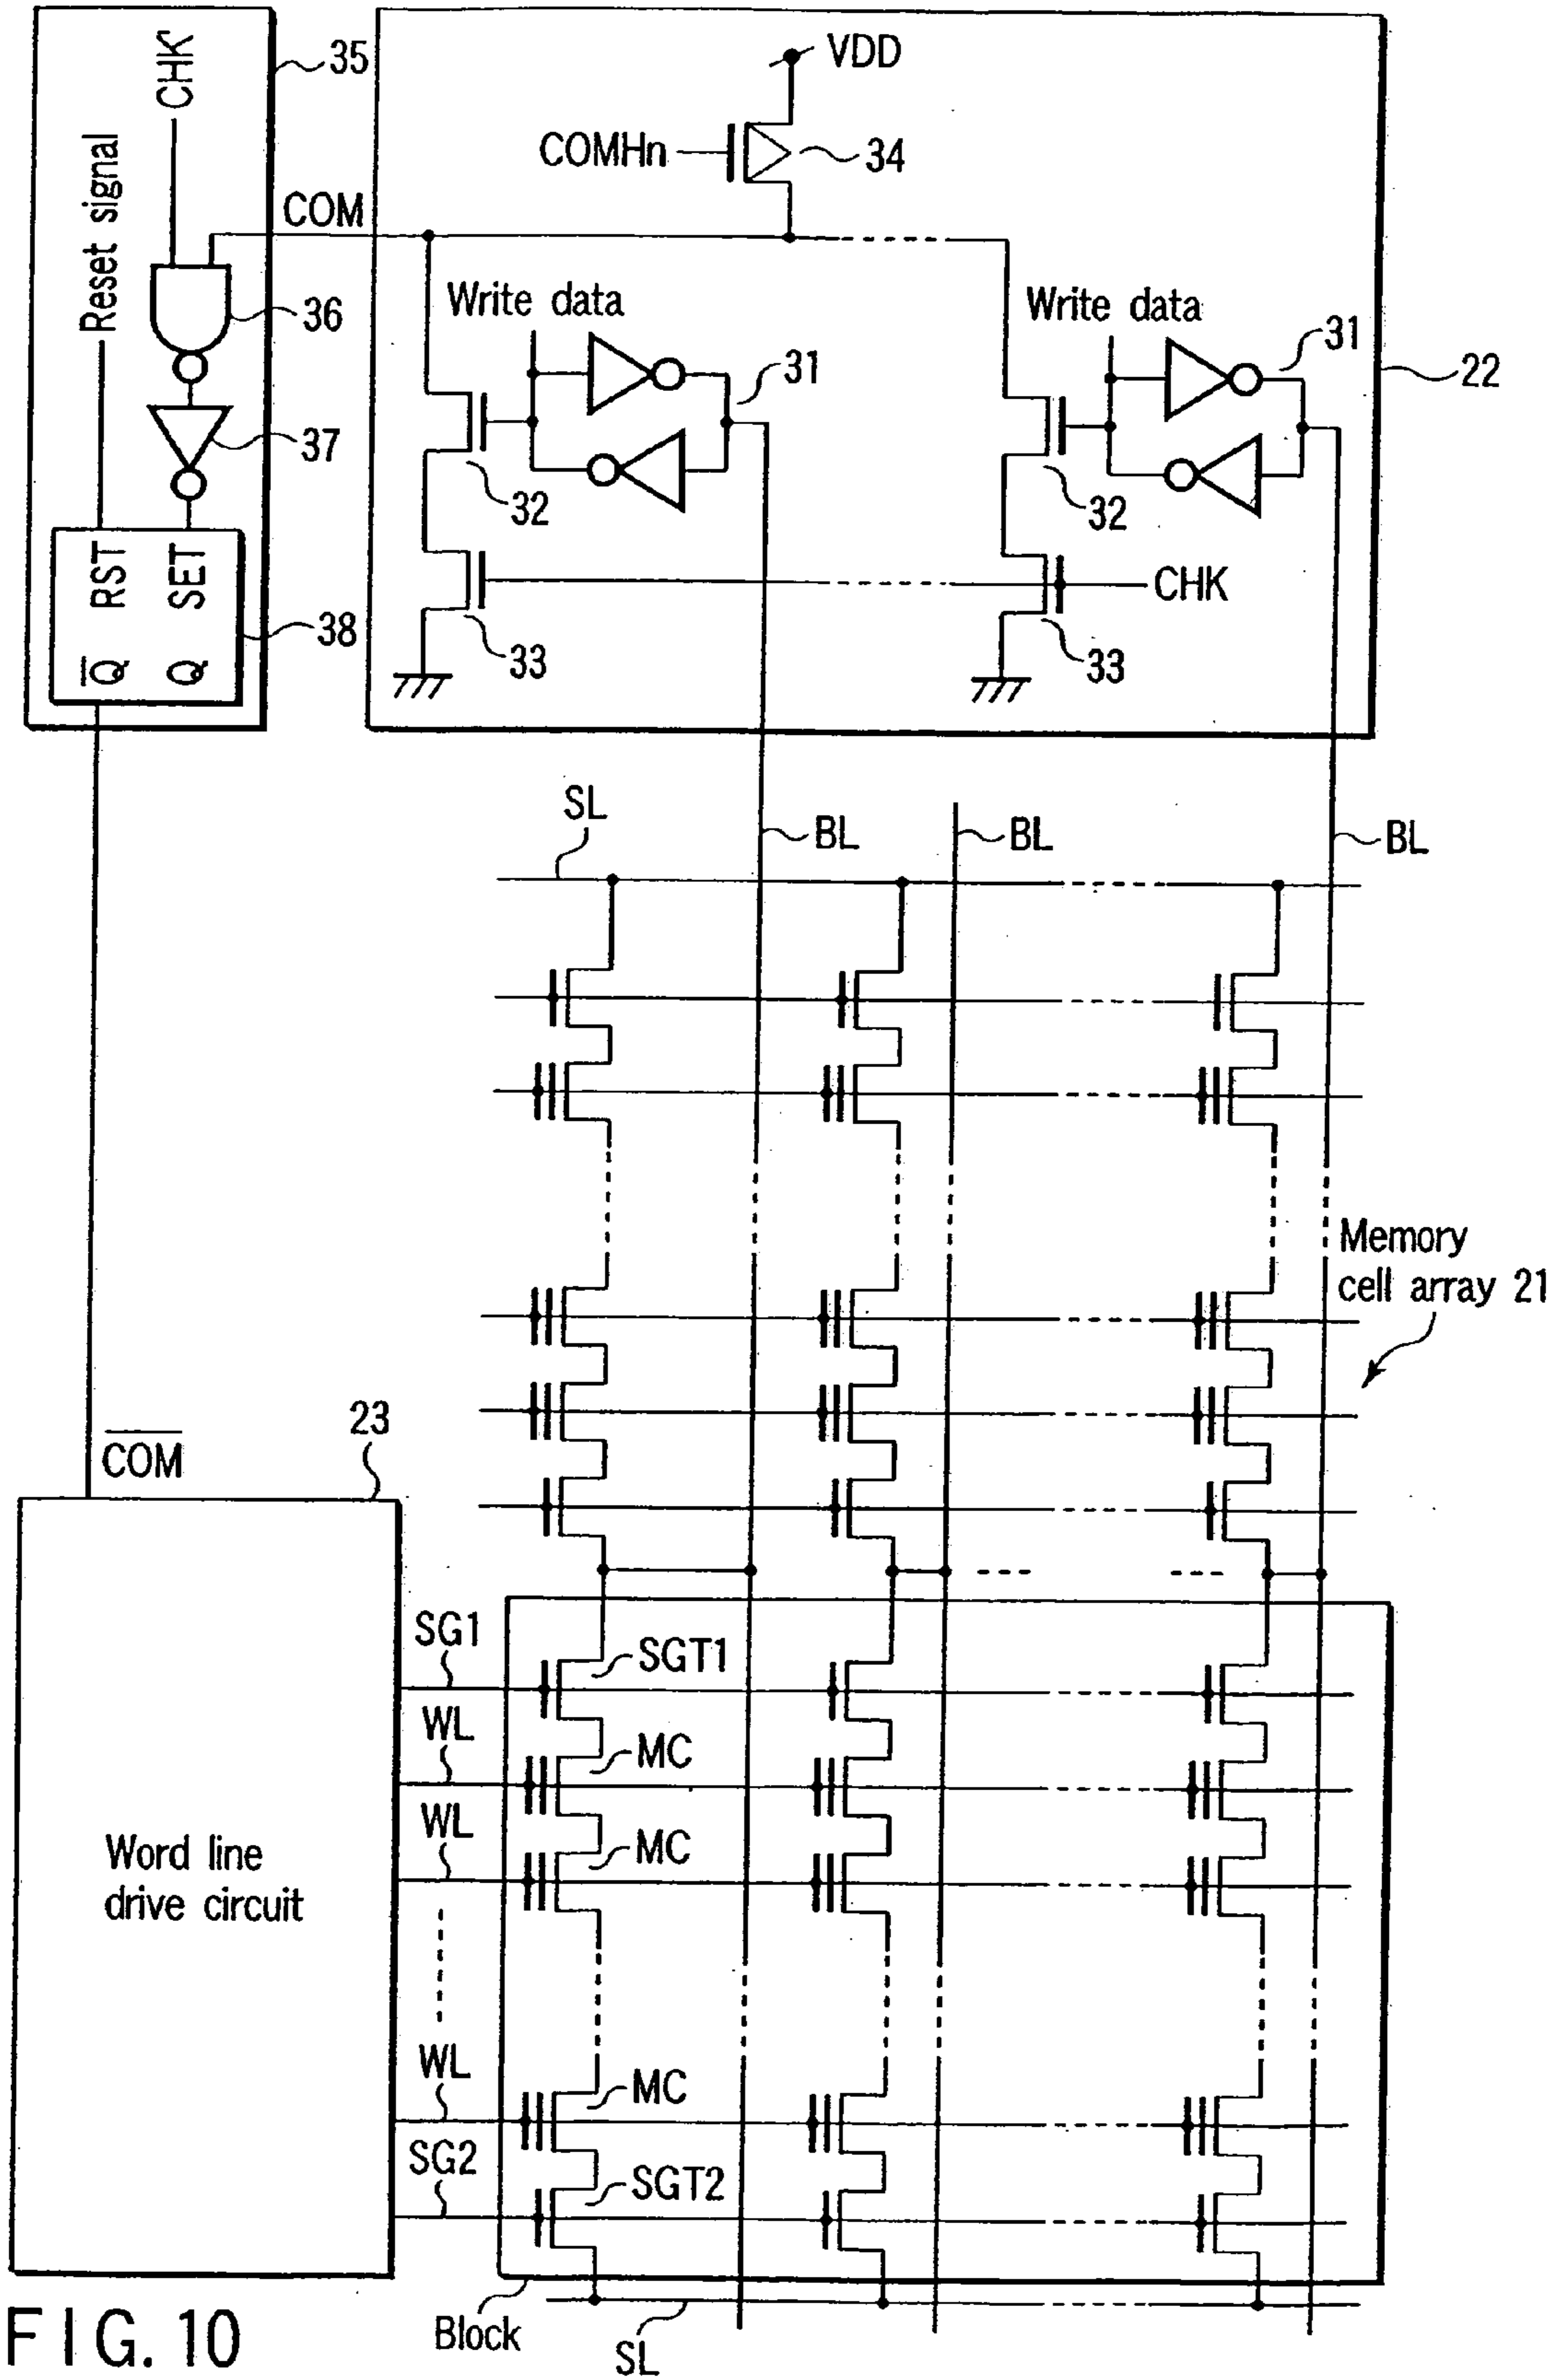 CHK
35
VDD
COMHn
34
Reset signal
COM
Write data
Write data
36
31
31
22
37
32
32
RST
SET
CHK
38
Q
Q
33
33
SL
BL
BL
BL
Memory
cell array 21
23
COM
SG1
SGT1
WL
MC
WL
MC
Word line
drive circuit
WL
MC
SG2
SGT2
Block
SL
FIG. 10